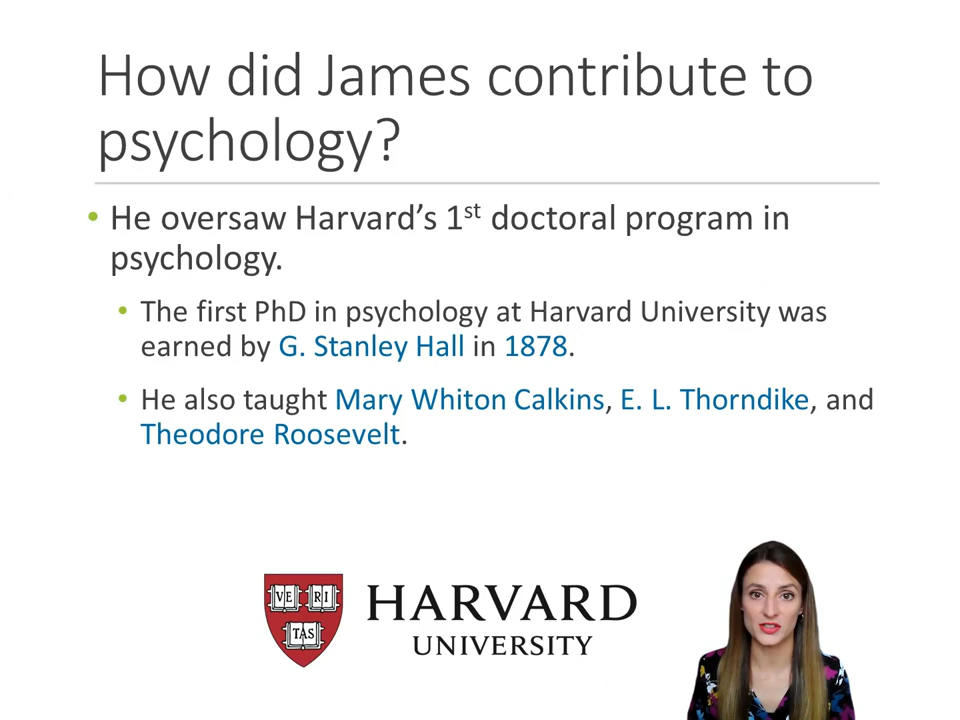 How did James contribute to
psychology?
• He oversaw Harvard's 1st doctoral program in
psychology.
• The first PhD in psychology at Harvard University was
earned by G. Stanley Hall in 1878.
• He also taught Mary Whiton Calkins, E. L. Thorndike, and
Theodore Roosevelt.
VE RI
TAS
HARVARD
UNIVERSITY